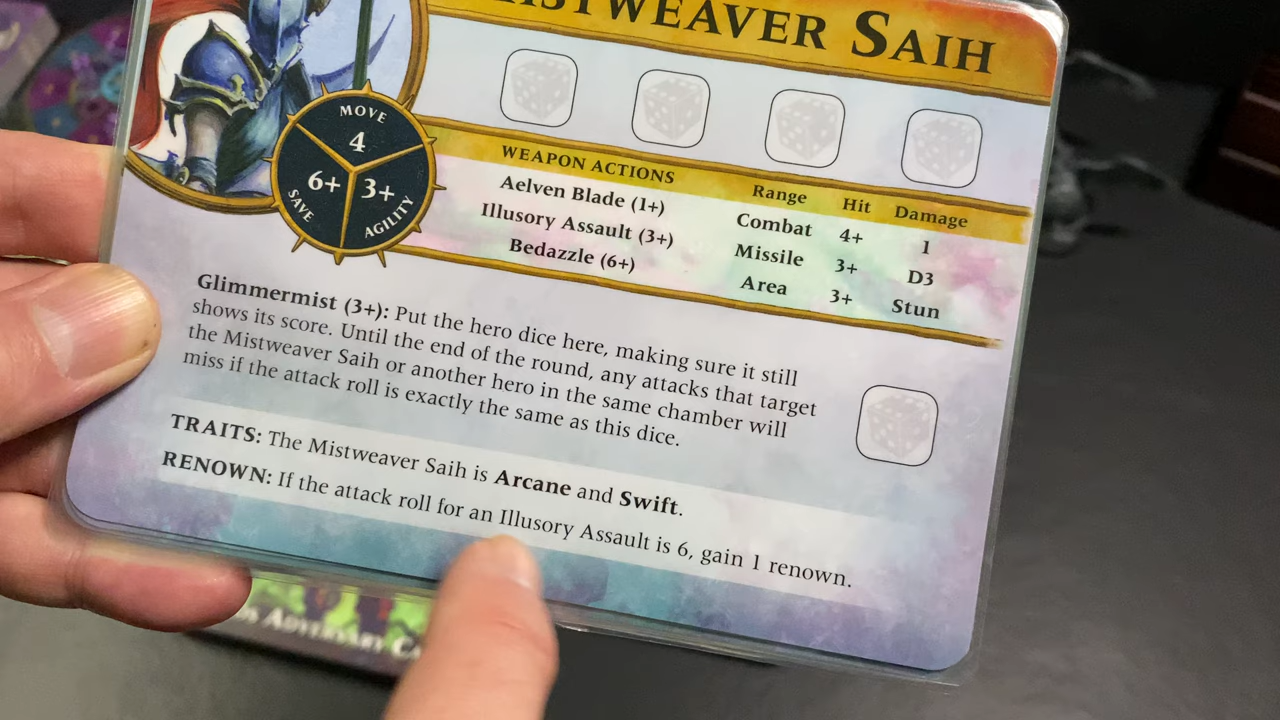 MISTWEAVER SAIH
MOVE
4
6+ 3+
SAVE AGILITY
WEAPON ACTIONS Range Hit Damage
Aelven Blade (1+) Combat 4+ 1
Illusory Assault (3+) Missile 3+ D3
Bedazzle (6+) Area 3+ Stun
Glimmermist (3+): Put the hero dice here, making sure it still
shows its score. Until the end of the round, any attacks that target
the Mistweaver Saih or another hero in the same chamber will
miss if the attack roll is exactly the same as this dice.
TRAITS: The Mistweaver Saih is Arcane and Swift.
RENOWN: If the attack roll for an Illusory Assault is 6, gain 1 renown.
ADVERSARY